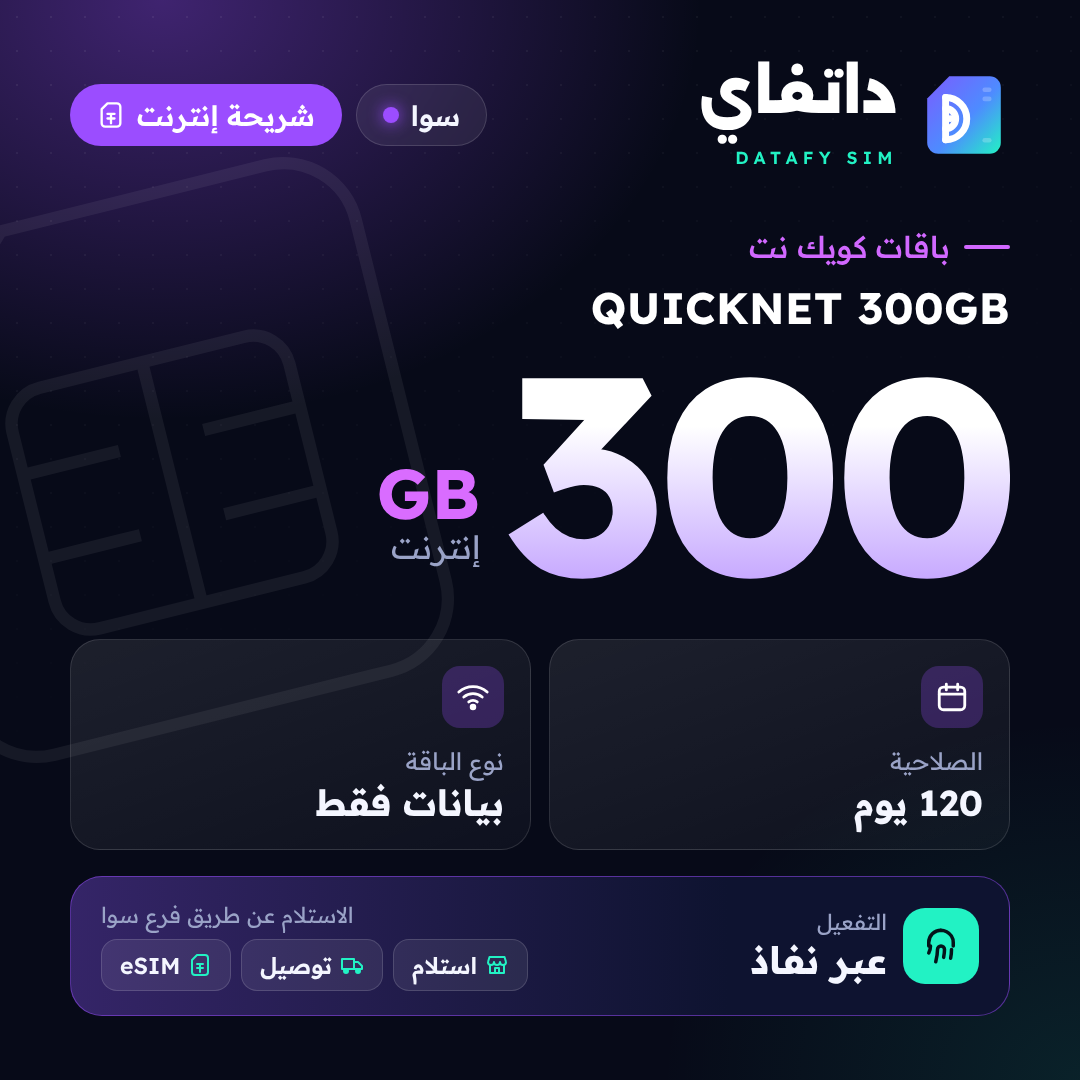 داتفاي
DATAFY SIM
سوا
شريحة إنترنت
باقات كويك نت
QUICKNET 300GB
300 GB
إنترنت
الصلاحية
120 يوم
نوع الباقة
بيانات فقط
التفعيل
عبر نفاذ
الاستلام عن طريق فرع سوا
استلام
توصيل
eSIM